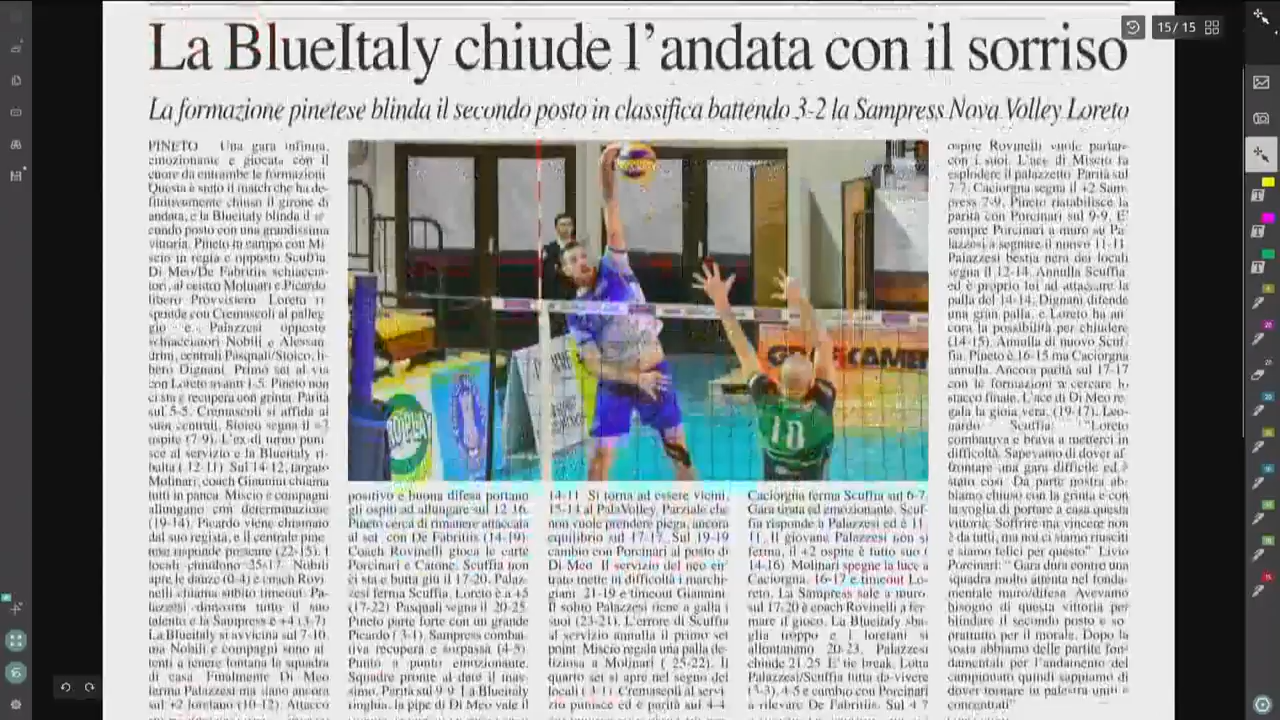 15/ 15
La BlueItaly chiude l'andata con il sorriso
La formazione pinetese blinda il secondo posto in classifica battendo 3-2 la Sampress Nova Volley Loreto
PINETO Una gara infinita,
emozionante e giocata con il
cuore da entrambe le formazioni
Questa è stato il match che ha de-
finitivamente chiuso il girone di
andata, e la Blueitaly blinda il se
condo posto con una grandissima
vittoria. Pineto in campo con Mi
scio in regia e opposto Scuffia
Di Meo/De Fabritiis schiaccia-
tori, al centro Molinari e Picardo
libero Provvisiero Loreto ri
sponde con Cremascoli al palleg
gio e Palazzesi opposto
schiacciatori Nobili e Alessan
drini, centrali Pasquali/Stoico, li-
bero Dignani. Primo set al via
con Loreto avanti 1-5. Pineto non
ci sta e recupera con grinta. Parità
sul 5-5. Cremascoli si affida ai
suoi centrali. Stoico segna il +2
ospite (7-9). L'ex di turno puni
sce al servizio e la Blueitaly ri-
balta (12-11). Sul 14-12, targato
Molinari, coach Giannini chiama
tutti in panca. Miscio e compagni
allungano con determinazione
(19-14). Picardo viene chiamato
dal suo regista, e il centrale pine
tese risponde presente (22-15). I
locali chiudono 25-17. Nobili
apre le danze (0-4) e coach Rovi
nelli chiama subito timeout. Pa-
lazzesi dimostra tutto il suo
talento e la Sampress è +4 (3-7)
La BlueItaly si avvicina sul 7-10
ma Nobili e compagni sono at
tenti a tenere lontana la squadra
di casa Finalmente Di Meo
ferma Palazzesi ma siamo ancora
sul +2 loretano (10-12). Attacco
positivo e buona difesa portano
gli ospiti ad allungare sul 12 16
Pineto cerca di rimanere attaccata
al set, con De Fabritiis (14-19)
Coach Rovinelli gioca le carte
Porcinari e Catone. Scuffia non
ci sta e butta giù il 17-20. Palaz-
zesi ferma Scuffia, Loreto è a +5
(17-22) Pasquali segna il 20-25
Pineto parte forte con un grande
Picardo (3-1) Sampress comba-
tiva recupera e sorpassa (4-5)
Punto a punto emozionante.
Squadre pronte al dare il mas-
simo. Parità sul 9-9 La Blueitaly
ringhia, la pipe di Di Meo vale il
14-11 Si torna ad essere vicini,
15-14 al PalaVolley. Parziale che
non vuole prendere piega, ancora
equilibrio sul 17-17. Sul 19-19
cambio con Porcinari al posto di
Di Meo Il servizio del neo en
trato mette in difficoltà i marchi-
giani 21-19 e timeout Giannini
Il solito Palazzesi tiene a galla i
suoi (23-21). L'errore di Scuffia
al servizio annulla il primo set
point Miscio regala una palla de-
liziosa a Molinari (25-22). Il
quarto set si apre nel segno del
locali Cremascoli al servi
zio punisce ed è parità sul 4-4
Caciorgna ferma Scuffia sul 6-7
Gara tirata ed emozionante. Scuf-
fia risponde a Palazzesi ed è 11
11. Il giovane Palazzesi non si
ferma, il +2 ospite è tutto suo (
14-16) Molinari spegne la luce a
Caciorgna. 16-17 e timeout Lo-
reto. La Sampress sale a muro.
sul 17-20 è coach Rovinelli a fer-
mare il gioco. La BlueItaly sba-
glia troppo e i loretani si
allontanano 20-23. Palazzesi
chiude 21 25 E' tie break. Lotta
Palazzesi/Scuffia tutta da vivere
(3-3), 4-5 e cambio con Porcinari
a rilevare De Fabritiis. Sul 4 7
ospite Rovinelli vuole parlare
con i suoi. L'ace di Miscio fa
esplodere il palazzetto. Parità sul
7-7. Caciorgna segna il +2 Sam-
press 7-9. Pineto ristabilisce la
parità con Porcinari sul 9-9. E'
sempre Porcinari a muro su Pa-
lazzesi a segnare il nuovo 11-11
Palazzesi bestia nera dei locali
segna il 12-14. Annulla Scuffia
ed è proprio lui ad attaccare la
palla del 14-14. Dignani difende
una gran palla, e Loreto ha an-
cora la possibilità per chiudere
(14-15). Annulla di nuovo Scuf-
fia. Pineto è 16-15 ma Caciorgna
annulla. Ancora parità sul 17-17
con le formazioni a cercare lo
stacco finale. L'ace di Di Meo re
gala la gioia vera. (19-17). Leo-
nardo Scuffia: "Loreto
combattiva e brava a metterci in
difficoltà. Sapevamo di dover af-
frontare una gara difficile ed è
stato così Da parte nostra ab-
biamo chiuso con la grinta e con
la voglia di portare a casa questa
vittoria. Soffrire ma vincere non
è da tutti, ma noi ci siamo riusciti
e siamo felici per questo" Livio
Porcinari: " Gara dura contro una
squadra molto attenta nel fonda-
mentale muro/difesa Avevamo
bisogno di questa vittoria per
blindare il secondo posto e so
prattutto per il morale. Dopo la
sosta abbiamo delle partite fon-
damentali per l'andamento del
campionato quindi sappiamo di
dover tornare in palestra uniti e
concentrati"
10